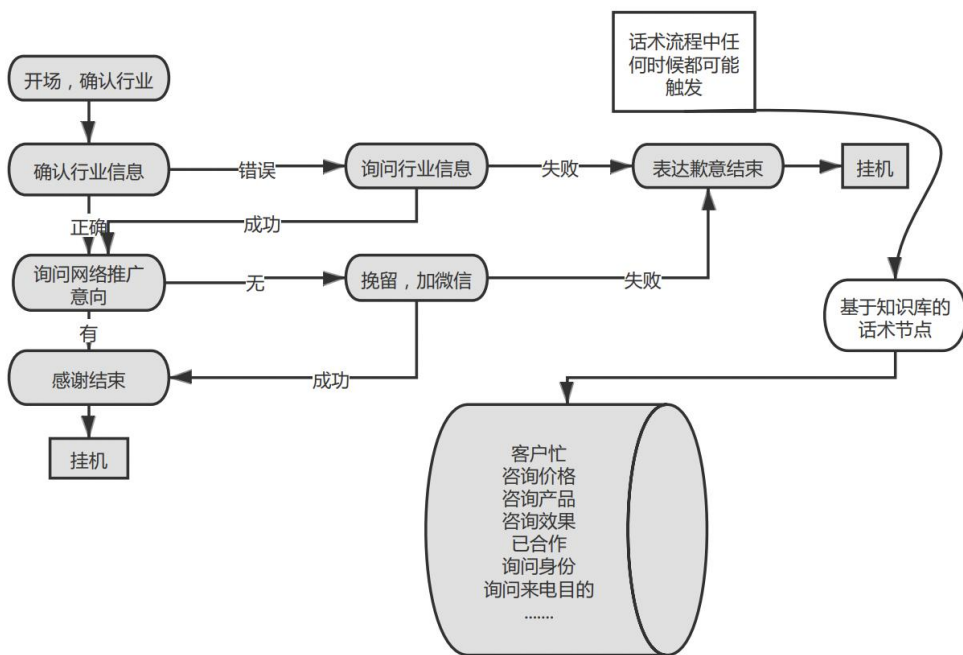 话术流程中任
何时候都可能
触发
开场，确认行业
确认行业信息
错误
询问行业信息
失败
表达歉意结束
挂机
正确
成功
询问网络推广
意向
无
挽留，加微信
失败
基于知识库的
话术节点
有
感谢结束
成功
挂机
客户忙
咨询价格
咨询产品
咨询效果
已合作
询问身份
询问来电目的
.......